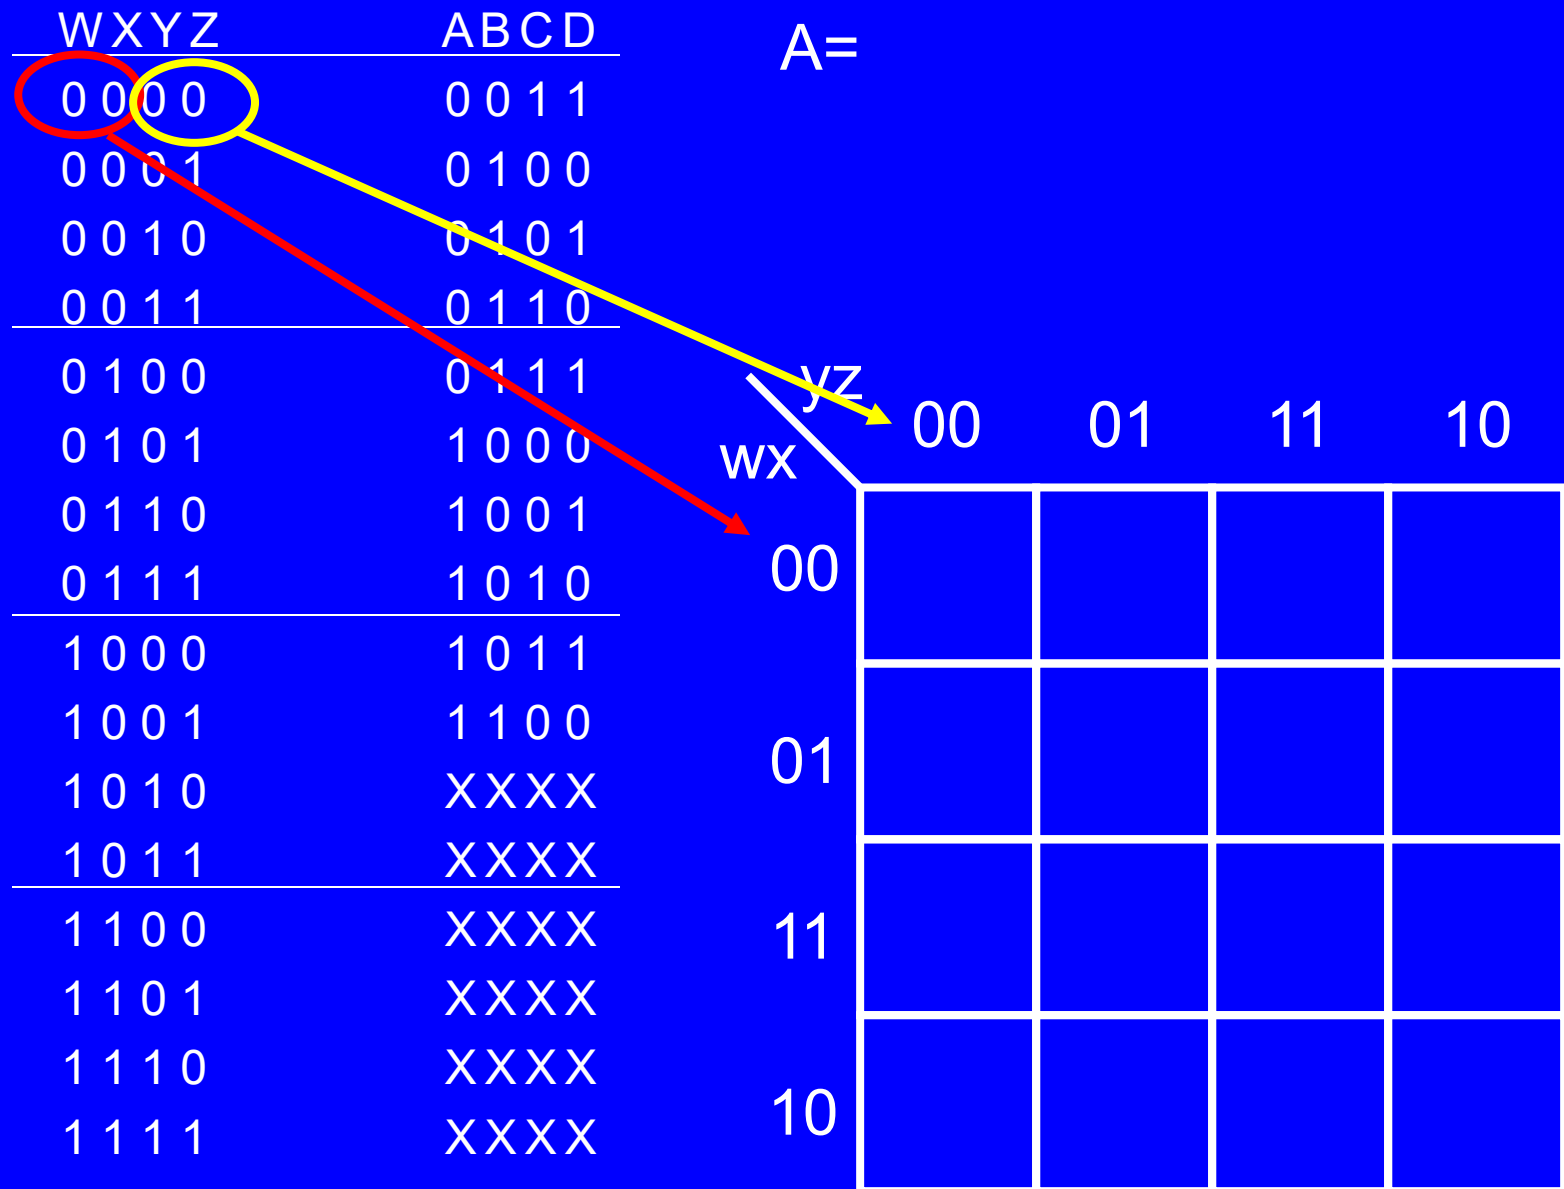 WXYZ ABCD
0000 0011
0001 0100
0010 0101
0011 0110
0100 0111
0101 1000
0110 1001
0111 1010
1000 1011
1001 1100
1010 XXXX
1011 XXXX
1100 XXXX
1101 XXXX
1110 XXXX
1111 XXXX
A=
yz
wx
00 01 11 10
00
01
11
10